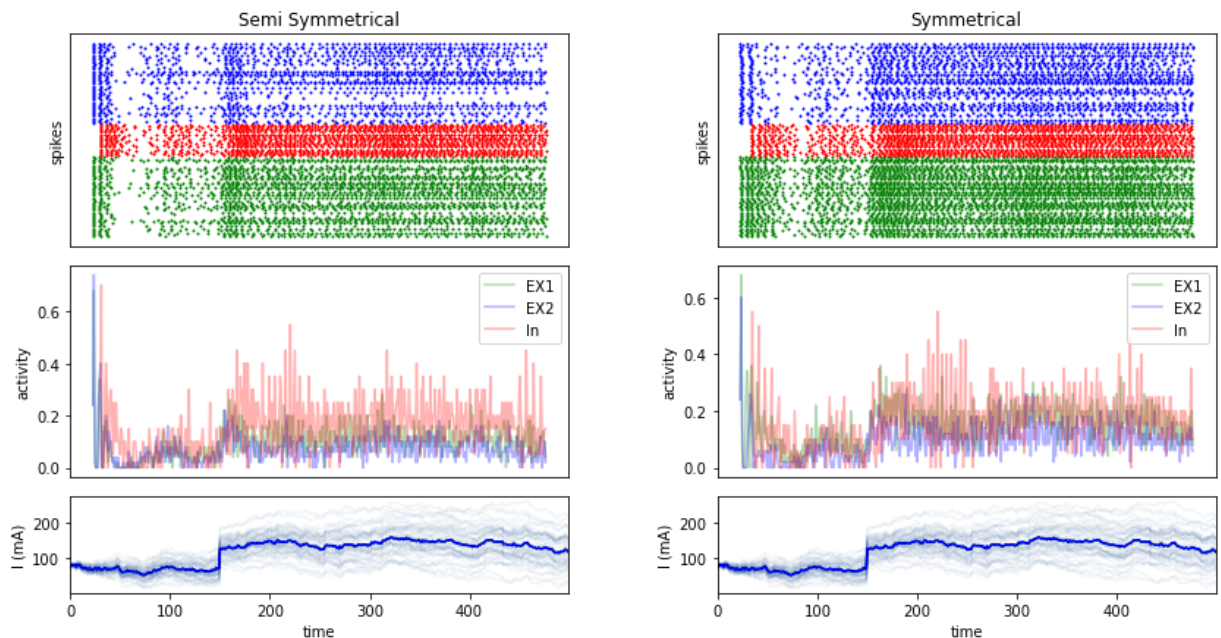 Semi Symmetrical
spikes
0.6
0.4
0.2
0.0
activity
EX1
EX2
In
200
100
I (mA)
0 100 200 300 400
time
Symmetrical
spikes
0.6
0.4
0.2
0.0
activity
EX1
EX2
In
200
100
I (mA)
0 100 200 300 400
time